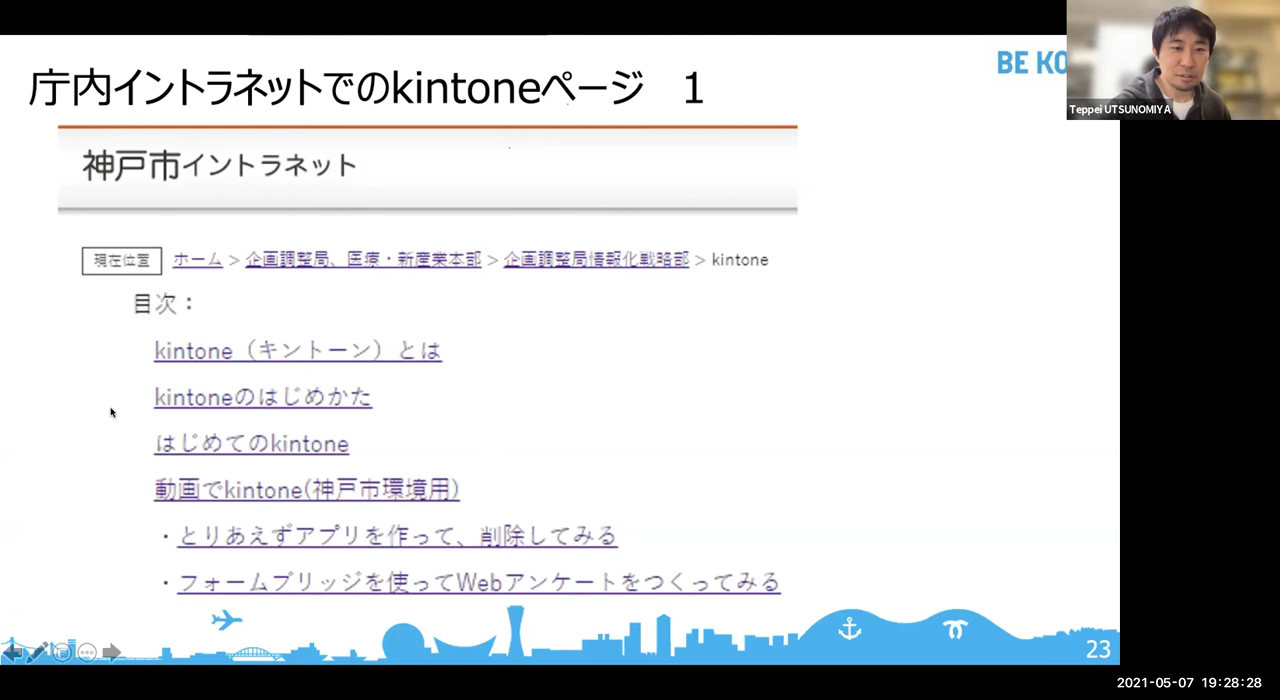 庁内イントラネットでのkintoneページ　1
BE KO
Teppei UTSUNOMIYA
神戸市イントラネット
現在位置 ホーム > 企画調整局、医療・新産業本部 > 企画調整局情報化戦略部 > kintone
目次：
kintone（キントーン）とは
kintoneのはじめかた
はじめてのkintone
動画でkintone(神戸市環境用)
・とりあえずアプリを作って、削除してみる
・フォームブリッジを使ってWebアンケートをつくってみる
23
2021-05-07 19:28:28